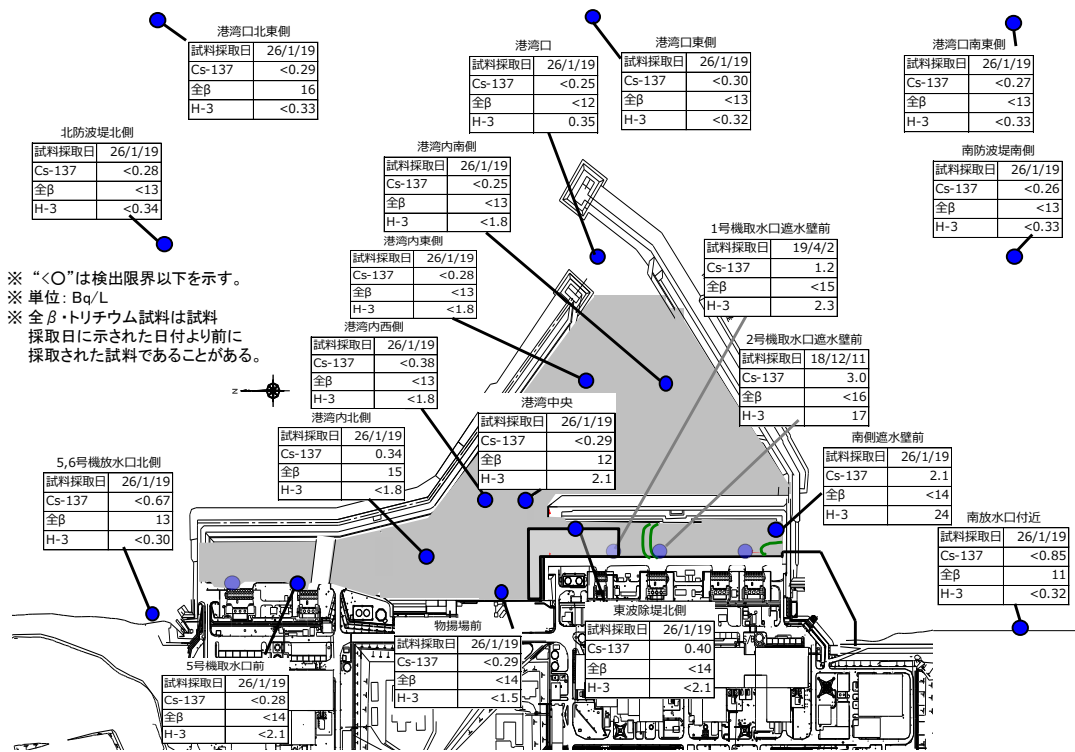 港湾口北東側
試料採取日 26/1/19
Cs-137 <0.29
全β 16
H-3 <0.33
港湾口
試料採取日 26/1/19
Cs-137 <0.25
全β <12
H-3 0.35
港湾口東側
試料採取日 26/1/19
Cs-137 <0.30
全β <13
H-3 <0.32
港湾口南東側
試料採取日 26/1/19
Cs-137 <0.27
全β <13
H-3 <0.33
北防波堤北側
試料採取日 26/1/19
Cs-137 <0.28
全β <13
H-3 <0.34
港湾内南側
試料採取日 26/1/19
Cs-137 <0.25
全β <13
H-3 <1.8
南防波堤南側
試料採取日 26/1/19
Cs-137 <0.26
全β <13
H-3 <0.33
港湾内東側
試料採取日 26/1/19
Cs-137 <0.28
全β <13
H-3 <1.8
1号機取水口遮水壁前
試料採取日 19/4/2
Cs-137 1.2
全β <15
H-3 2.3
※ “<○”は検出限界以下を示す。
※ 単位: Bq/L
※ 全β・トリチウム試料は試料
採取日に示された日付より前に
採取された試料であることがある。
港湾内西側
試料採取日 26/1/19
Cs-137 <0.38
全β <13
H-3 <1.8
2号機取水口遮水壁前
試料採取日 18/12/11
Cs-137 3.0
全β <16
H-3 17
Z
港湾内北側
試料採取日 26/1/19
Cs-137 0.34
全β 15
H-3 <1.8
港湾中央
試料採取日 26/1/19
Cs-137 <0.29
全β 12
H-3 2.1
南側遮水壁前
試料採取日 26/1/19
Cs-137 2.1
全β <14
H-3 24
5,6号機放水口北側
試料採取日 26/1/19
Cs-137 <0.67
全β 13
H-3 <0.30
南放水口付近
試料採取日 26/1/19
Cs-137 <0.85
全β 11
H-3 <0.32
物揚場前
試料採取日 26/1/19
Cs-137 <0.29
全β <14
H-3 <1.5
東波除堤北側
試料採取日 26/1/19
Cs-137 0.40
全β <14
H-3 <2.1
5号機取水口前
試料採取日 26/1/19
Cs-137 <0.28
全β <14
H-3 <2.1